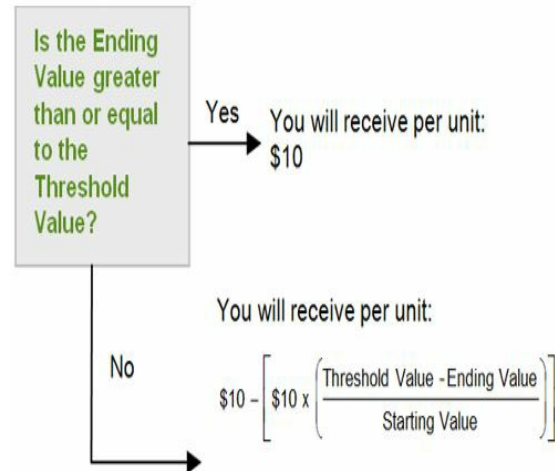 Is the Ending
Value greater
than or equal
to the
Threshold
Value?
Yes
You will receive per unit:
$10
No
You will receive per unit:
$10 – [ $10 x ( Threshold Value - Ending Value
Starting Value ) ]